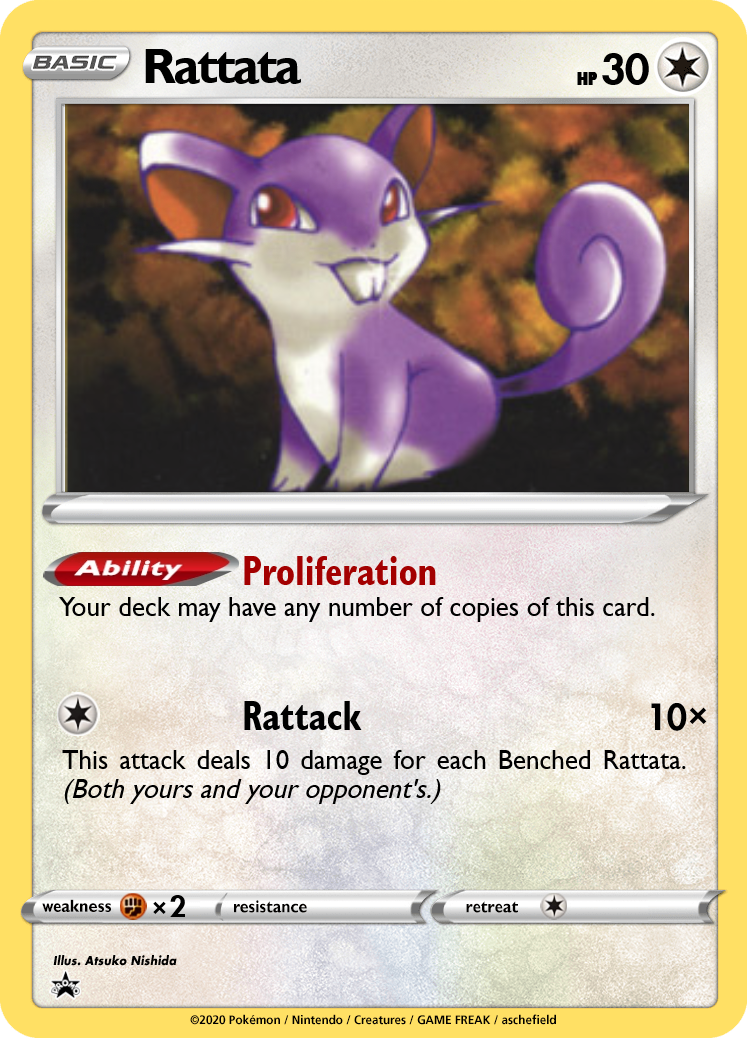 BASIC Rattata HP 30
Ability Proliferation
Your deck may have any number of copies of this card.
Rattack 10×
This attack deals 10 damage for each Benched Rattata.
(Both yours and your opponent's.)
weakness ×2 resistance retreat
Illus. Atsuko Nishida
©2020 Pokémon / Nintendo / Creatures / GAME FREAK / aschefield